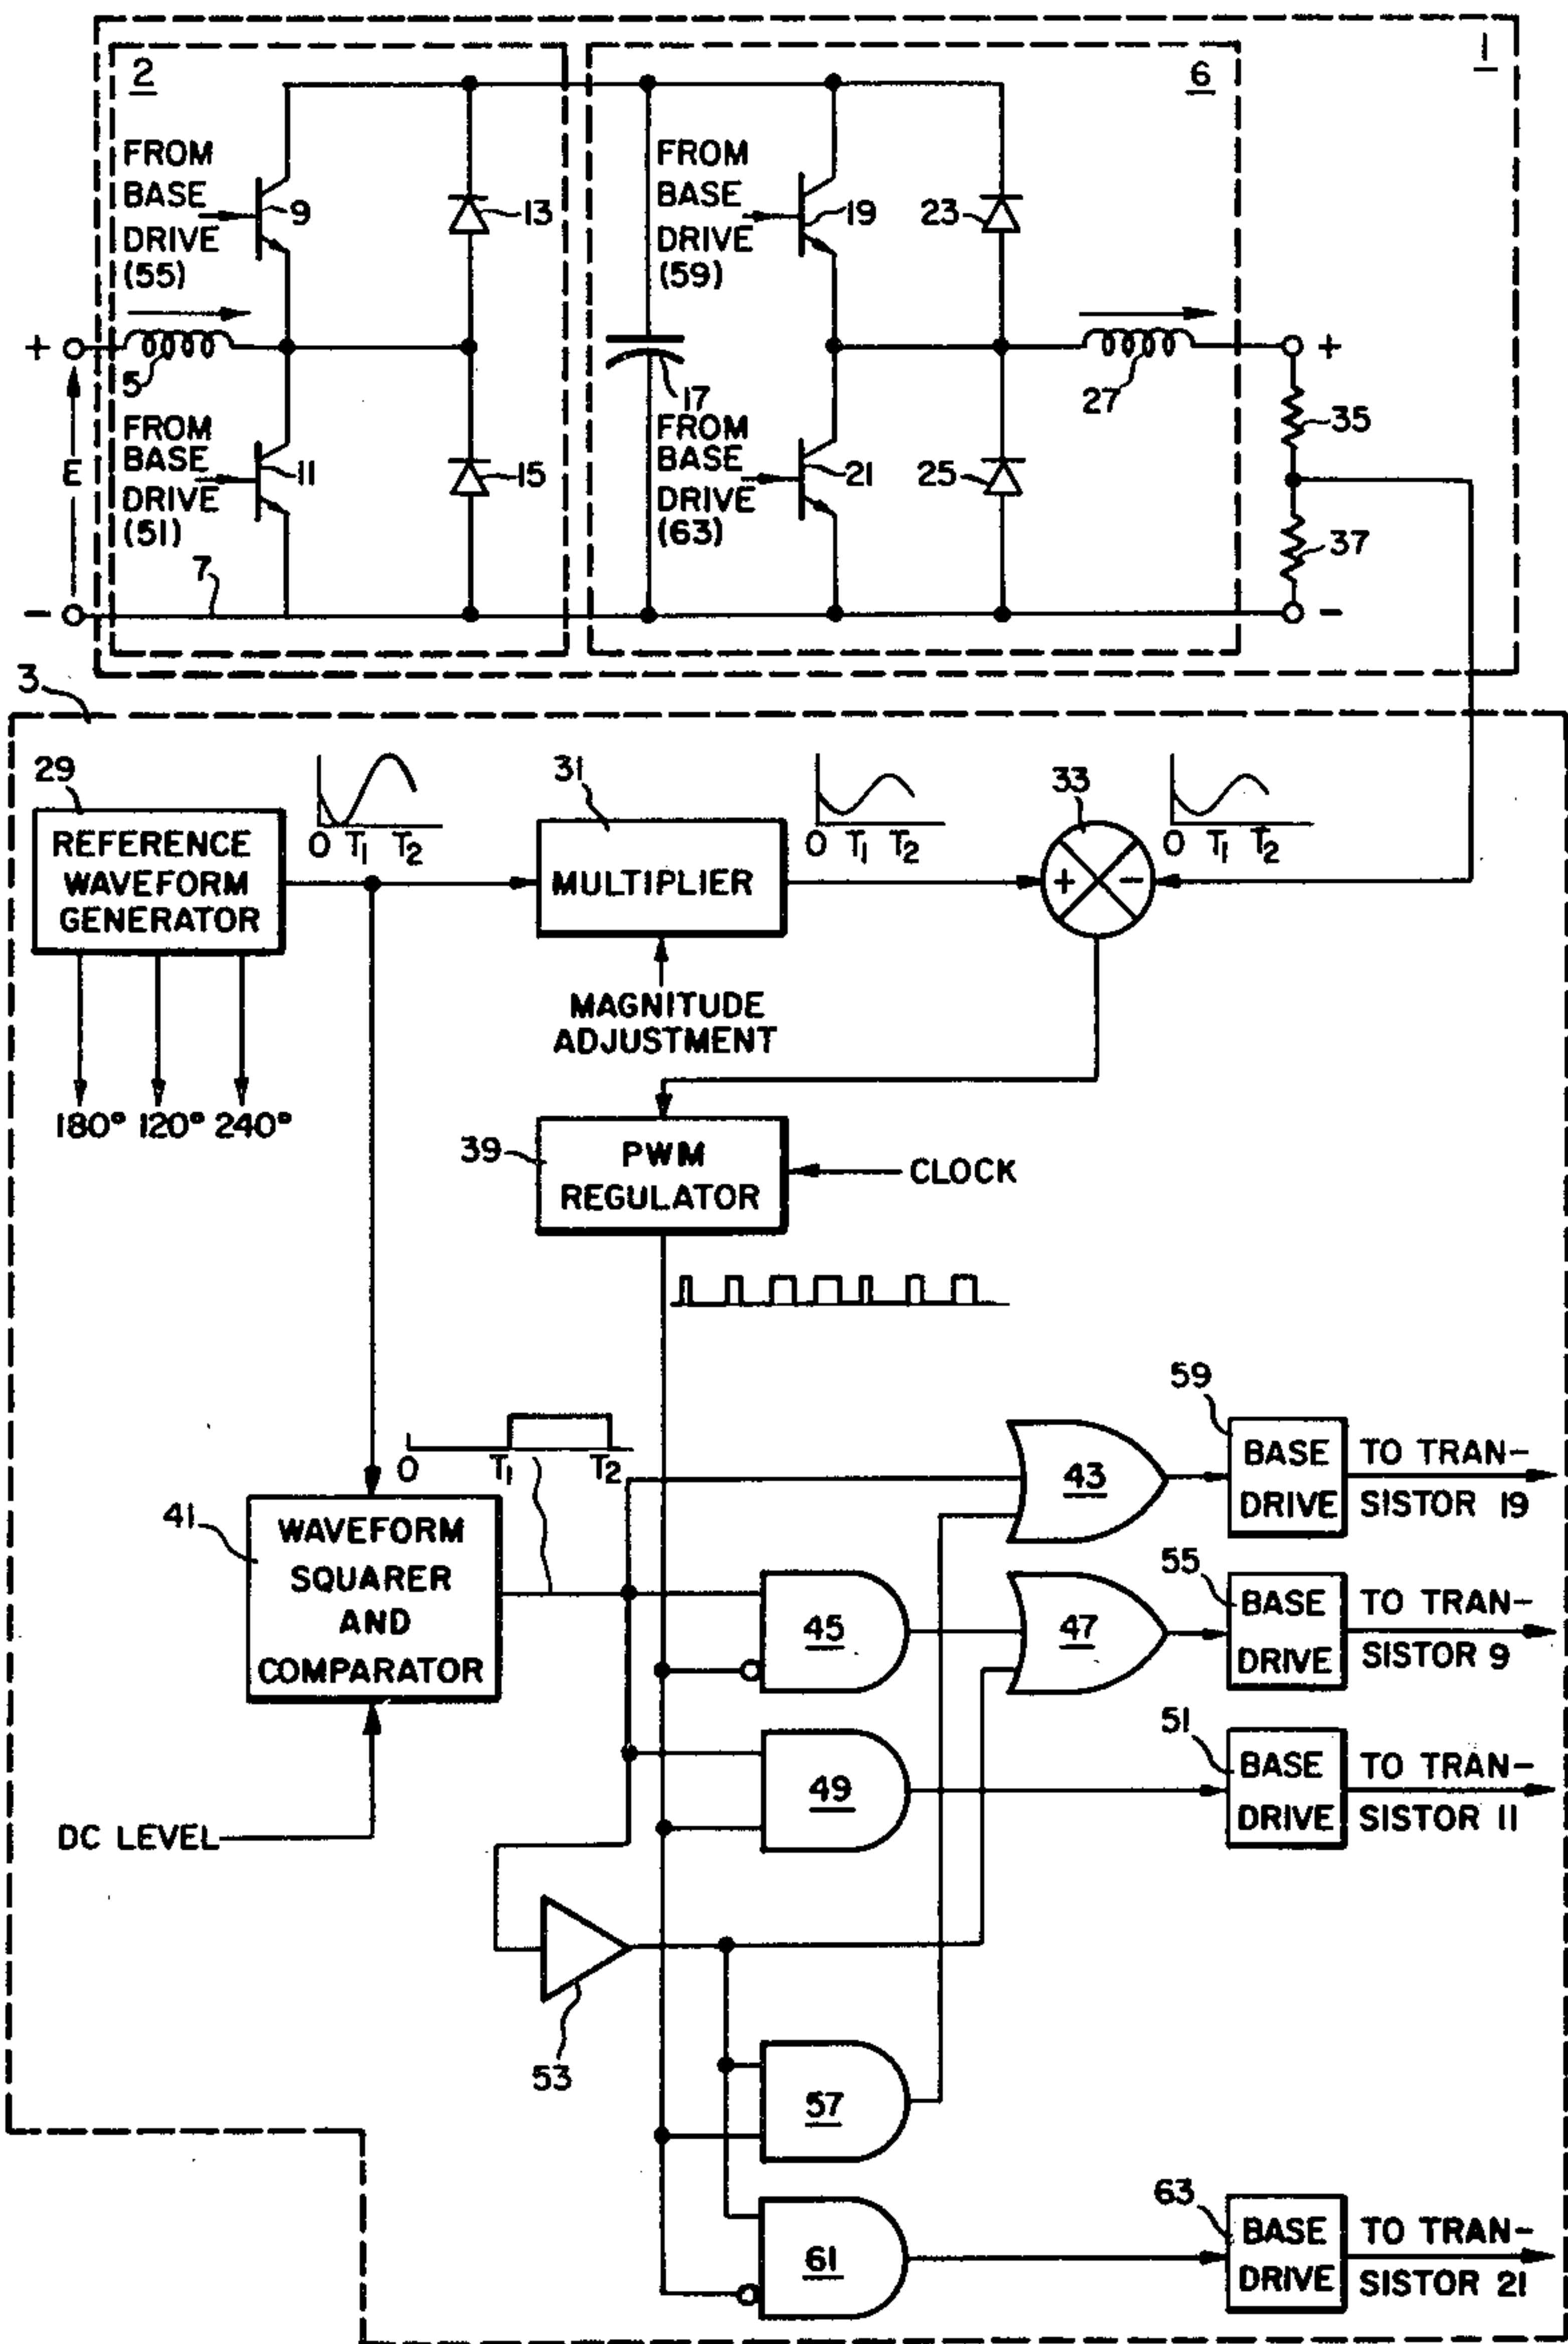 2
6
1
FROM
BASE
DRIVE
(55)
9
13
FROM
BASE
DRIVE
(59)
19
23
+
5
E
FROM
BASE
DRIVE
(51)
11
15
17
FROM
BASE
DRIVE
(63)
21
25
27
+
35
37
7
-
-
3
29
REFERENCE
WAVEFORM
GENERATOR
0 T1 T2
31
MULTIPLIER
0 T1 T2
33
+ -
0 T1 T2
MAGNITUDE
ADJUSTMENT
180° 120° 240°
39
PWM
REGULATOR
CLOCK
0 T1 T2
41
WAVEFORM
SQUARER
AND
COMPARATOR
DC LEVEL
43
59
BASE
DRIVE
TO TRAN-
SISTOR 19
45
47
55
BASE
DRIVE
TO TRAN-
SISTOR 9
49
51
BASE
DRIVE
TO TRAN-
SISTOR 11
53
57
61
63
BASE
DRIVE
TO TRAN-
SISTOR 21